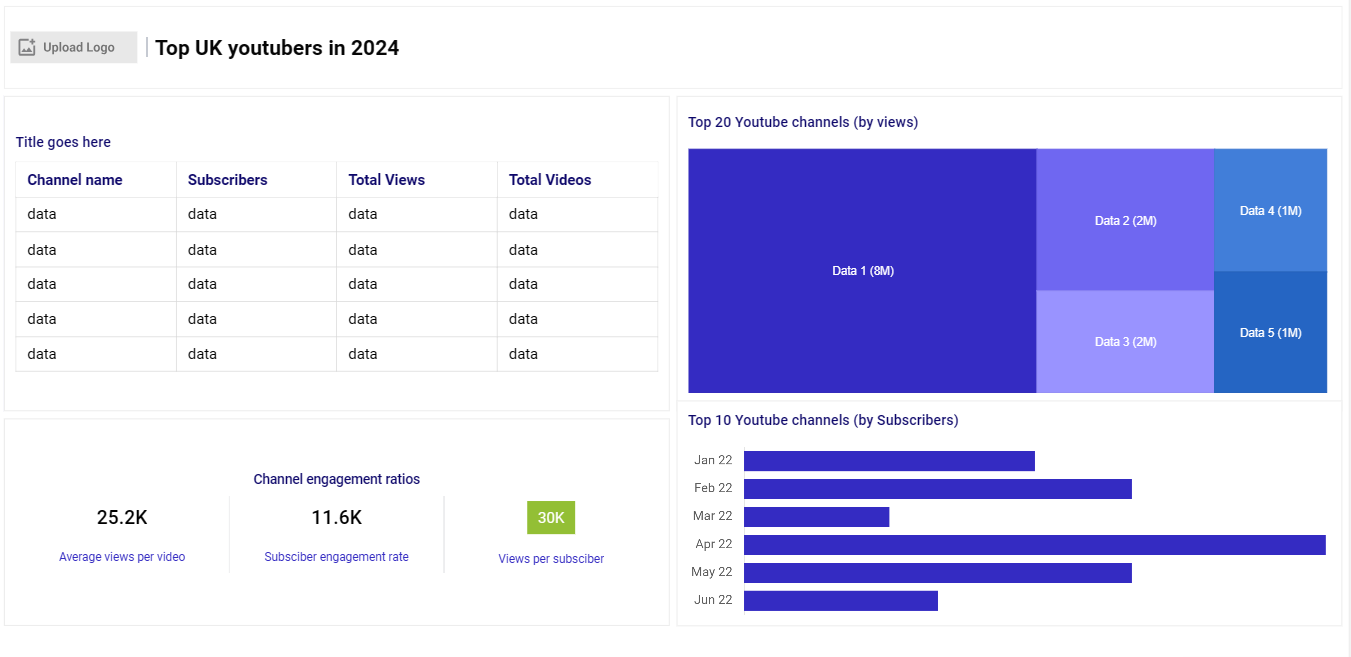 Upload Logo
Top UK youtubers in 2024
Title goes here
Channel name Subscribers Total Views Total Videos
data data data data
data data data data
data data data data
data data data data
data data data data
Channel engagement ratios
25.2K 11.6K 30K
Average views per video Subsciber engagement rate Views per subsciber
Top 20 Youtube channels (by views)
Data 1 (8M)
Data 2 (2M)
Data 3 (2M)
Data 4 (1M)
Data 5 (1M)
Top 10 Youtube channels (by Subscribers)
Jan 22
Feb 22
Mar 22
Apr 22
May 22
Jun 22